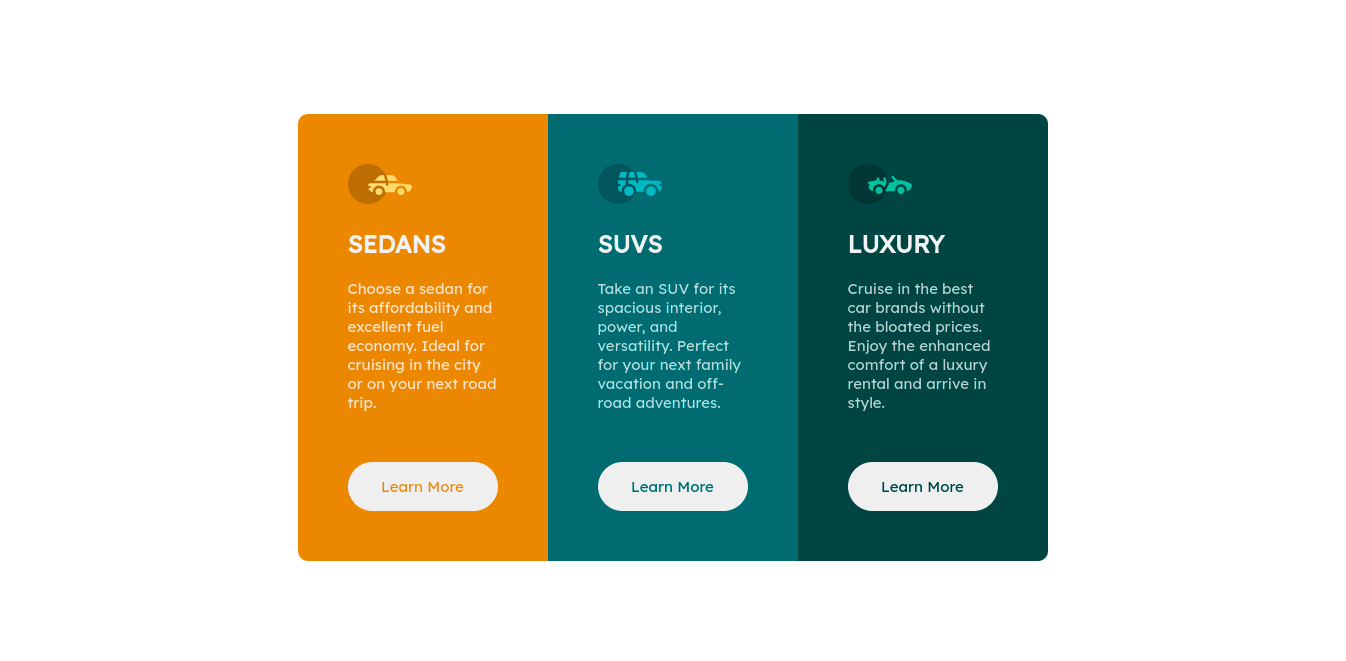 SEDANS
Choose a sedan for
its affordability and
excellent fuel
economy. Ideal for
cruising in the city
or on your next road
trip.
Learn More
SUVS
Take an SUV for its
spacious interior,
power, and
versatility. Perfect
for your next family
vacation and off-
road adventures.
Learn More
LUXURY
Cruise in the best
car brands without
the bloated prices.
Enjoy the enhanced
comfort of a luxury
rental and arrive in
style.
Learn More